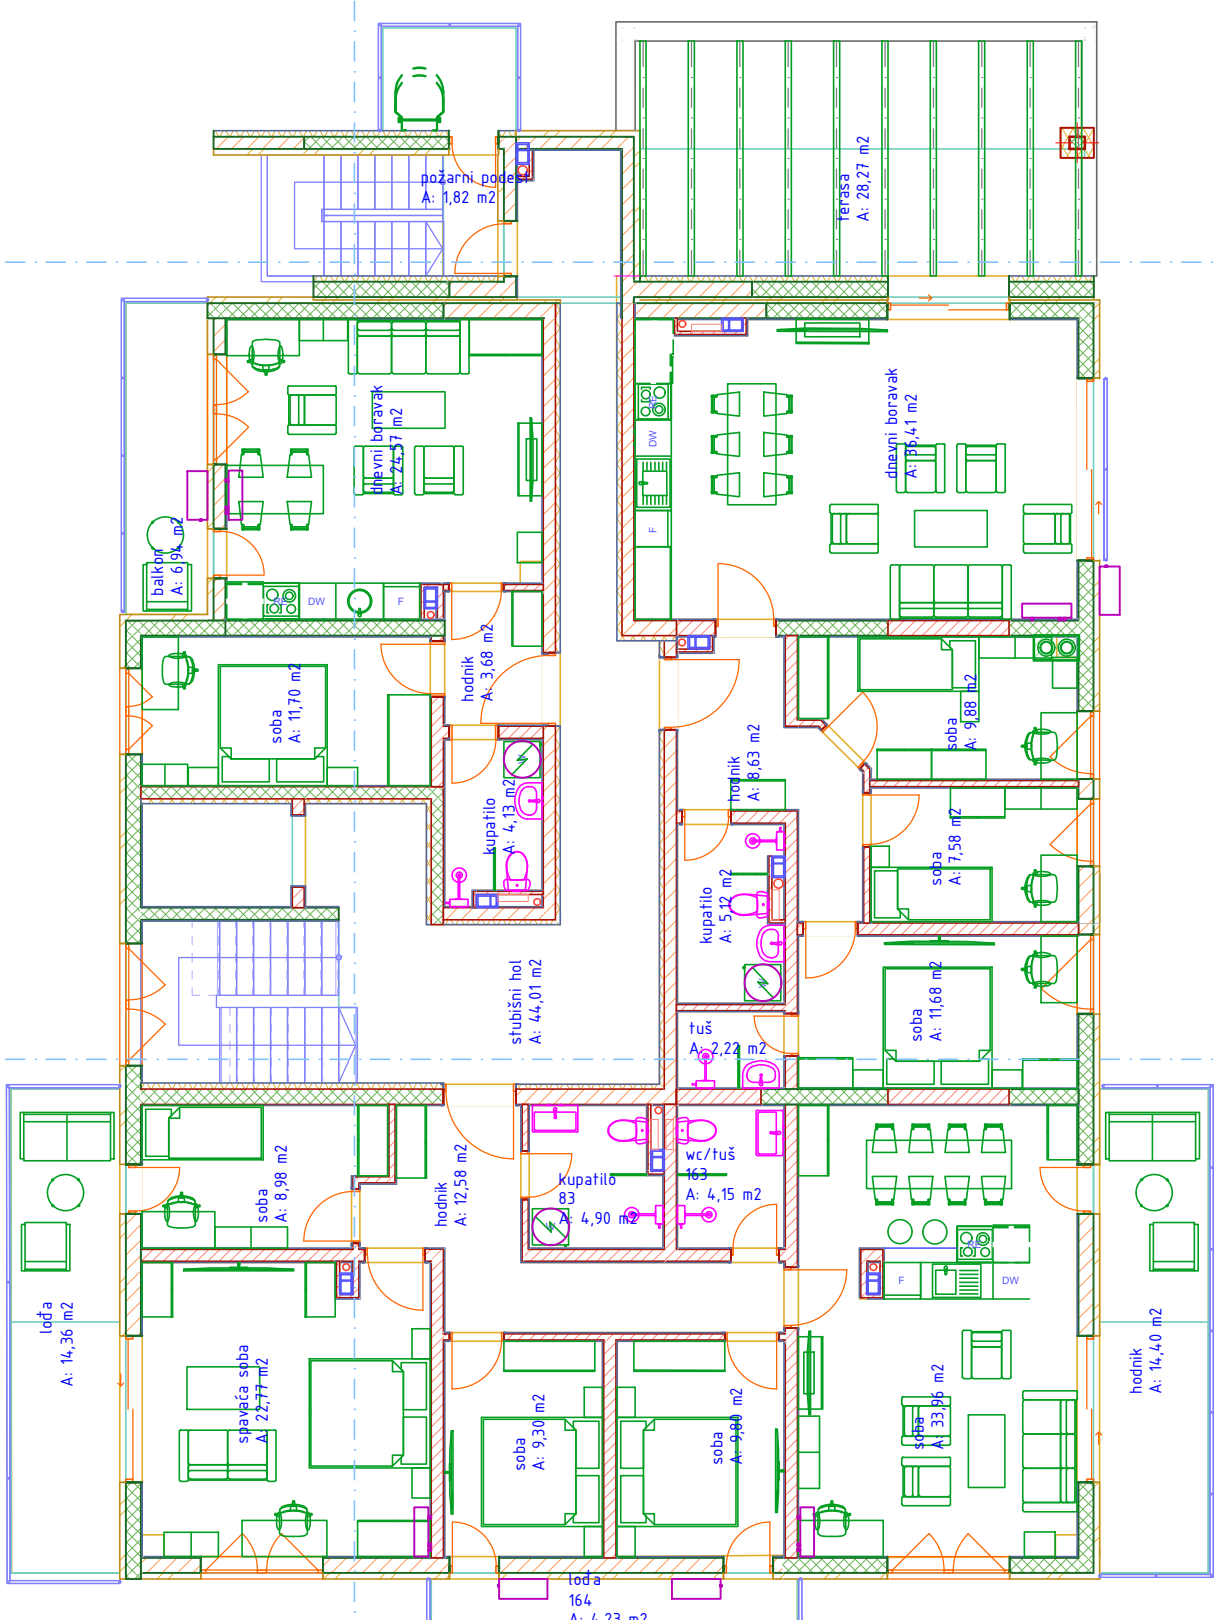 požarni podest
A: 1,82 m2
terasa
A: 28,27 m2
dnevni boravak
A: 24,57 m2
dnevni boravak
A: 36,41 m2
DW
F
balkon
A: 6,94 m2
DW
F
hodnik
A: 3,68 m2
soba
A: 11,70 m2
soba
A: 9,88 m2
hodnik
A: 8,63 m2
kupatilo
A: 4,13 m2
soba
A: 7,58 m2
kupatilo
A: 5,12 m2
stubišni hol
A: 44,01 m2
soba
A: 11,68 m2
tuš
A: 2,22 m2
soba
A: 8,98 m2
hodnik
A: 12,58 m2
kupatilo
83
A: 4,90 m2
wc/tuš
163
A: 4,15 m2
RF
F
DW
lođa
A: 14,36 m2
hodnik
A: 14,40 m2
spavaća soba
A: 22,77 m2
soba
A: 9,30 m2
soba
A: 9,80 m2
soba
A: 33,96 m2
lođa
164
A: 4,23 m2